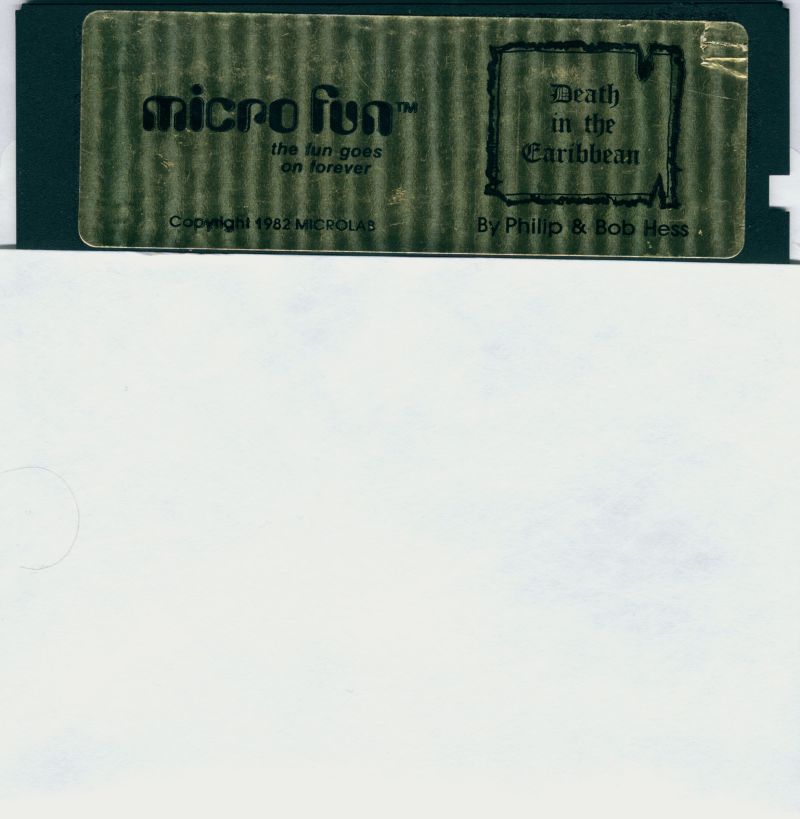 micro fun™
the fun goes
on forever
Copyright 1982 MICROLAB
Death
in the
Caribbean
By Philip & Bob Hess